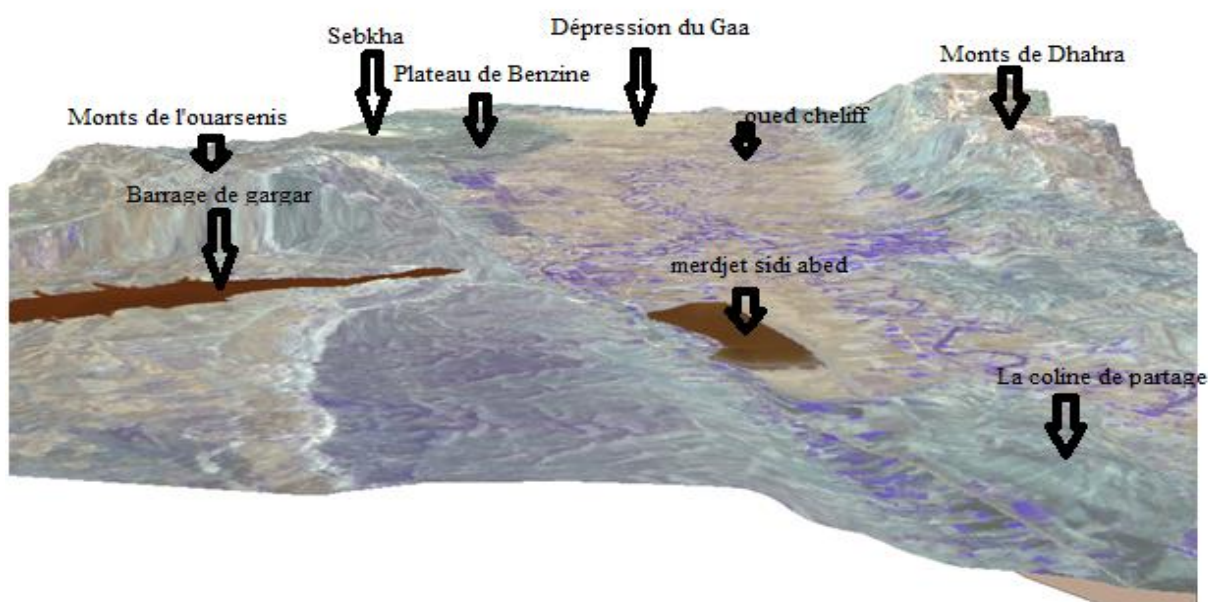 Sebkha
Dépression du Gaa
Plateau de Benzine
Monts de Dhahra
Monts de l'ouarsenis
oued cheliff
Barrage de gargar
merdjet sidi abed
La coline de partage